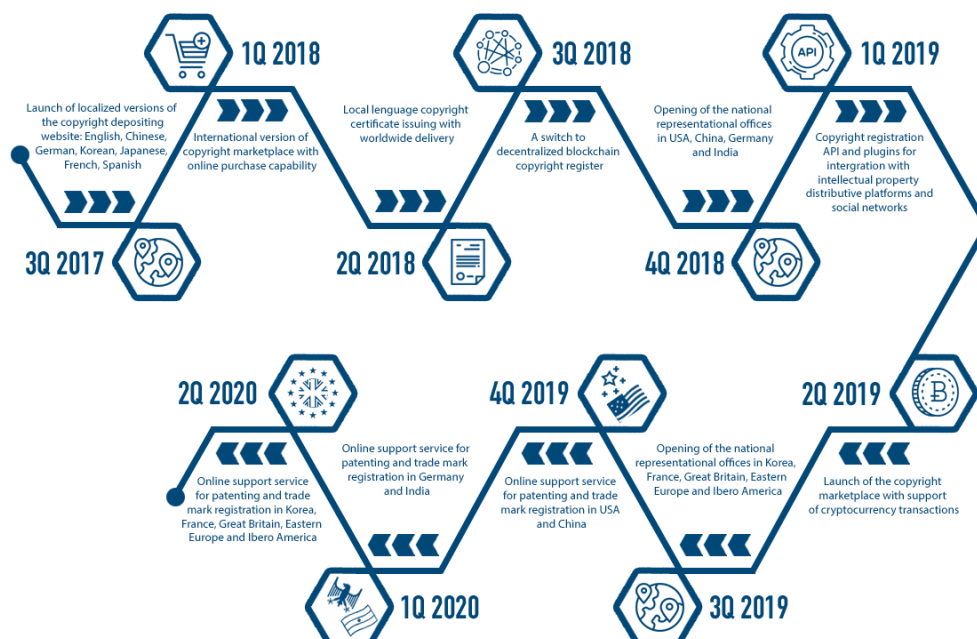 3Q 2017
Launch of localized versions of
the copyright depositing
website: English, Chinese,
German, Korean, Japanese,
French, Spanish
1Q 2018
International version of
copyright marketplace with
online purchase capability
2Q 2018
Local lenguage copyright
certificate issuing with
worldwide delivery
3Q 2018
A switch to
decentralized blockchain
copyright register
4Q 2018
Opening of the national
representational offices
in USA, China, Germany
and India
1Q 2019
API
Copyright registration
API and plugins for
intergration with
intellectual property
distributive platforms and
social networks
2Q 2019
B
Launch of the copyright
marketplace with support
of cryptocurrency transactions
3Q 2019
Opening of the national
representational offices in Korea,
France, Great Britain, Eastern
Europe and Ibero America
4Q 2019
Online support service
for patenting and trade
mark registration in USA
and China
1Q 2020
Online support service for
patenting and trade mark
registration in Germany
and India
2Q 2020
Online support service
for patenting and trade
mark registration in Korea,
France, Great Britain, Eastern
Europe and Ibero America